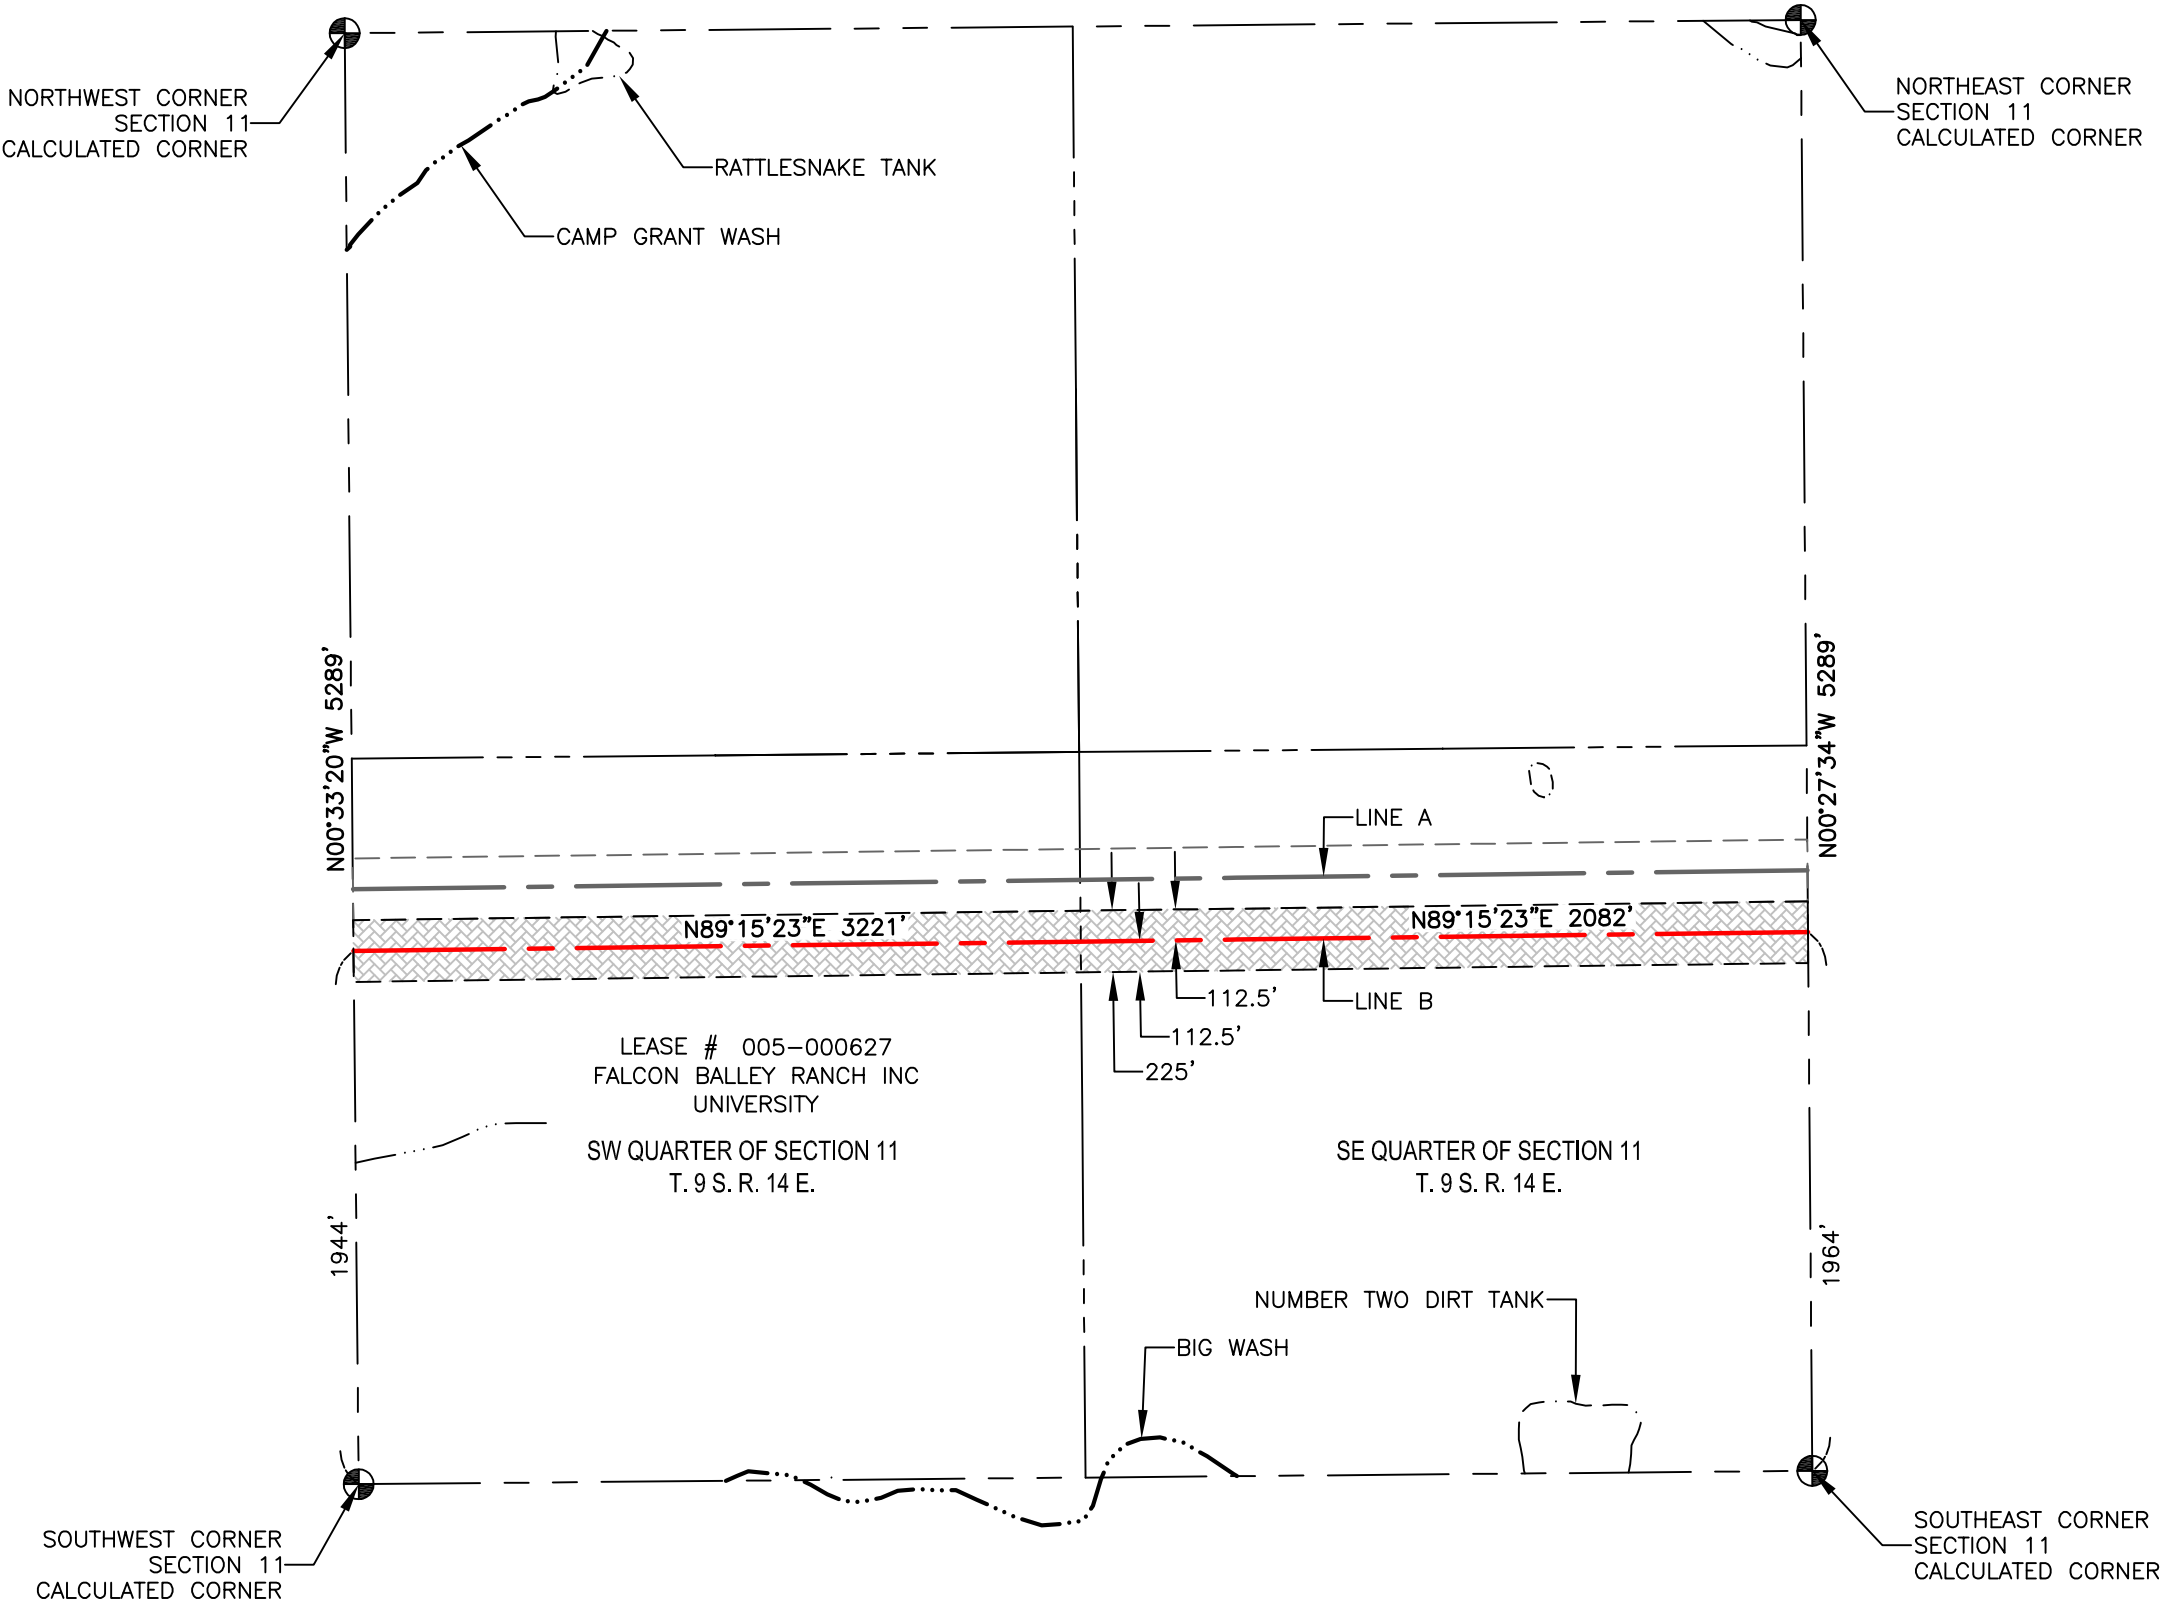 NORTHWEST CORNER
SECTION 11
CALCULATED CORNER
NORTHEAST CORNER
SECTION 11
CALCULATED CORNER
RATTLESNAKE TANK
CAMP GRANT WASH
N00°33'20"W 5289'
N00°27'34"W 5289'
LINE A
N89°15'23"E 3221'
N89°15'23"E 2082'
112.5'
LINE B
112.5'
225'
LEASE # 005-000627
FALCON BALLEY RANCH INC
UNIVERSITY
SW QUARTER OF SECTION 11
T. 9 S. R. 14 E.
SE QUARTER OF SECTION 11
T. 9 S. R. 14 E.
1944'
1964'
NUMBER TWO DIRT TANK
BIG WASH
SOUTHWEST CORNER
SECTION 11
CALCULATED CORNER
SOUTHEAST CORNER
SECTION 11
CALCULATED CORNER